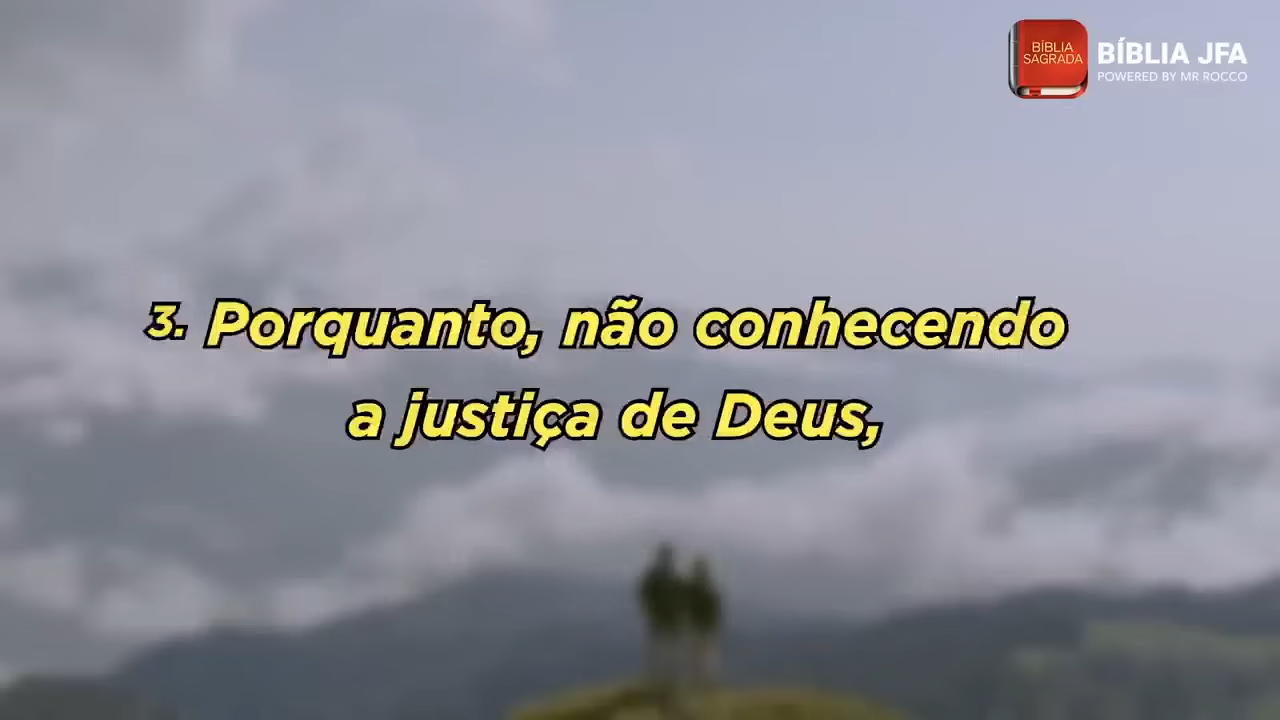 BÍBLIA
SAGRADA
BÍBLIA JFA
POWERED BY MR ROCCO
3. Porquanto, não conhecendo
a justiça de Deus,